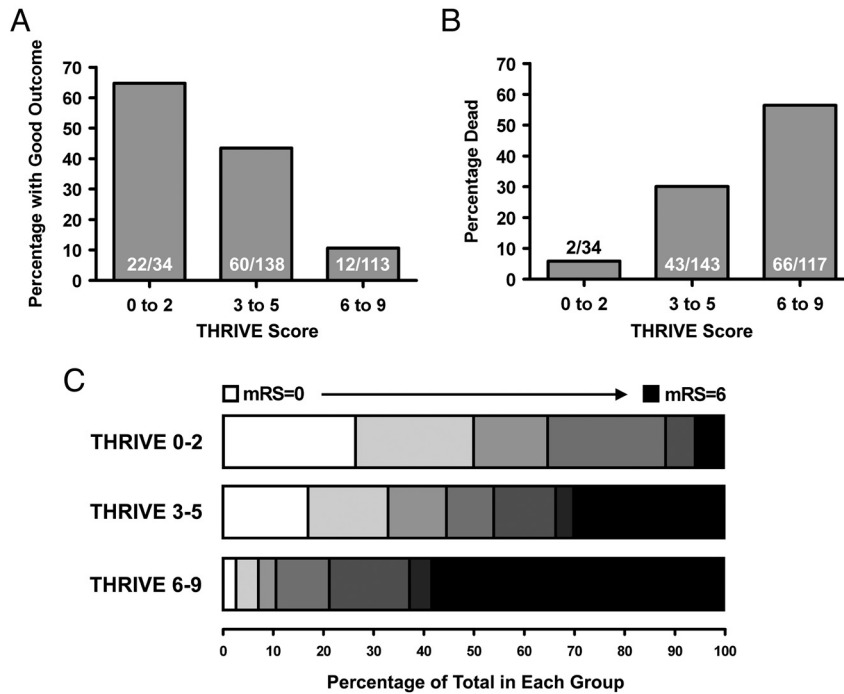 A
Percentage with Good Outcome
70
60
50
40
30
20
10
0
22/34
60/138
12/113
0 to 2
3 to 5
6 to 9
THRIVE Score
B
Percentage Dead
70
60
50
40
30
20
10
0
2/34
43/143
66/117
0 to 2
3 to 5
6 to 9
THRIVE Score
C
mRS=0
mRS=6
THRIVE 0-2
THRIVE 3-5
THRIVE 6-9
0 10 20 30 40 50 60 70 80 90 100
Percentage of Total in Each Group